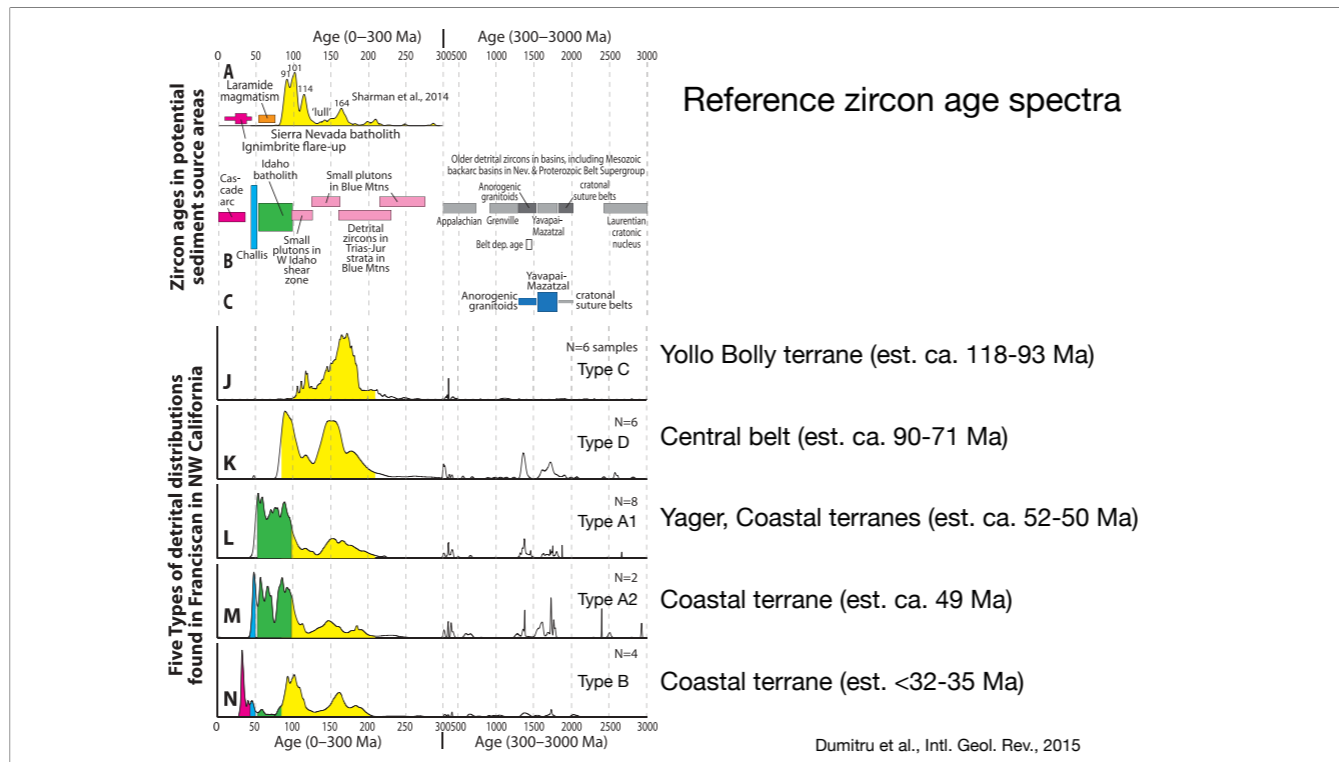 Reference zircon age spectra
Age (0–300 Ma)
Age (300–3000 Ma)
0 50 100 150 200 250 300500 1000 1500 2000 2500 3000
Zircon ages in potential
sediment source areas
A
Laramide
magmatism
91
101
114
'lull'
164
Sharman et al., 2014
Sierra Nevada batholith
Ignimbrite flare-up
B
Cas-
cade
arc
Idaho
batholith
Challis
Small plutons
in Blue Mtns
Small
plutons in
W Idaho
shear
zone
Detrital
zircons in
Trias-Jur
strata in
Blue Mtns
Older detrital zircons in basins, including Mesozoic
backarc basins in Nev. & Proterozoic Belt Supergroup
Anorogenic
granitoids
cratonal
suture belts
Appalachian
Grenville
Yavapai-
Mazatzal
Laurentian
cratonic
nucleus
Belt dep. age
C
Yavapai-
Mazatzal
Anorogenic
granitoids
cratonal
suture belts
Five Types of detrital distributions
found in Franciscan in NW California
J
N=6 samples
Type C
Yollo Bolly terrane (est. ca. 118-93 Ma)
K
N=6
Type D
Central belt (est. ca. 90-71 Ma)
L
N=8
Type A1
Yager, Coastal terranes (est. ca. 52-50 Ma)
M
N=2
Type A2
Coastal terrane (est. ca. 49 Ma)
N
N=4
Type B
Coastal terrane (est. <32-35 Ma)
0 50 100 150 200 250 300500 1000 1500 2000 2500 3000
Age (0–300 Ma)
Age (300–3000 Ma)
Dumitru et al., Intl. Geol. Rev., 2015